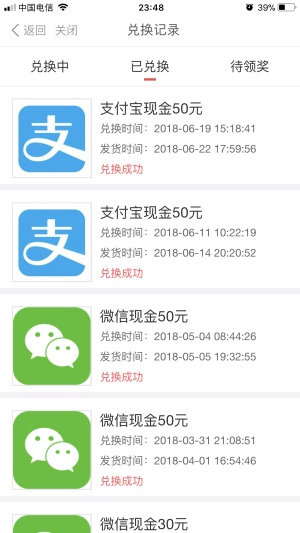 中国电信
23:48
39%
返回 关闭
兑换记录
兑换中
已兑换
待领奖
支付宝现金50元
兑换时间：2018-06-19 15:18:41
发货时间：2018-06-22 17:59:56
兑换成功
支付宝现金50元
兑换时间：2018-06-11 10:22:19
发货时间：2018-06-14 20:20:52
兑换成功
微信现金50元
兑换时间：2018-05-04 08:44:26
发货时间：2018-05-05 19:32:55
兑换成功
微信现金50元
兑换时间：2018-03-31 21:08:51
发货时间：2018-04-01 16:54:46
兑换成功
微信现金30元